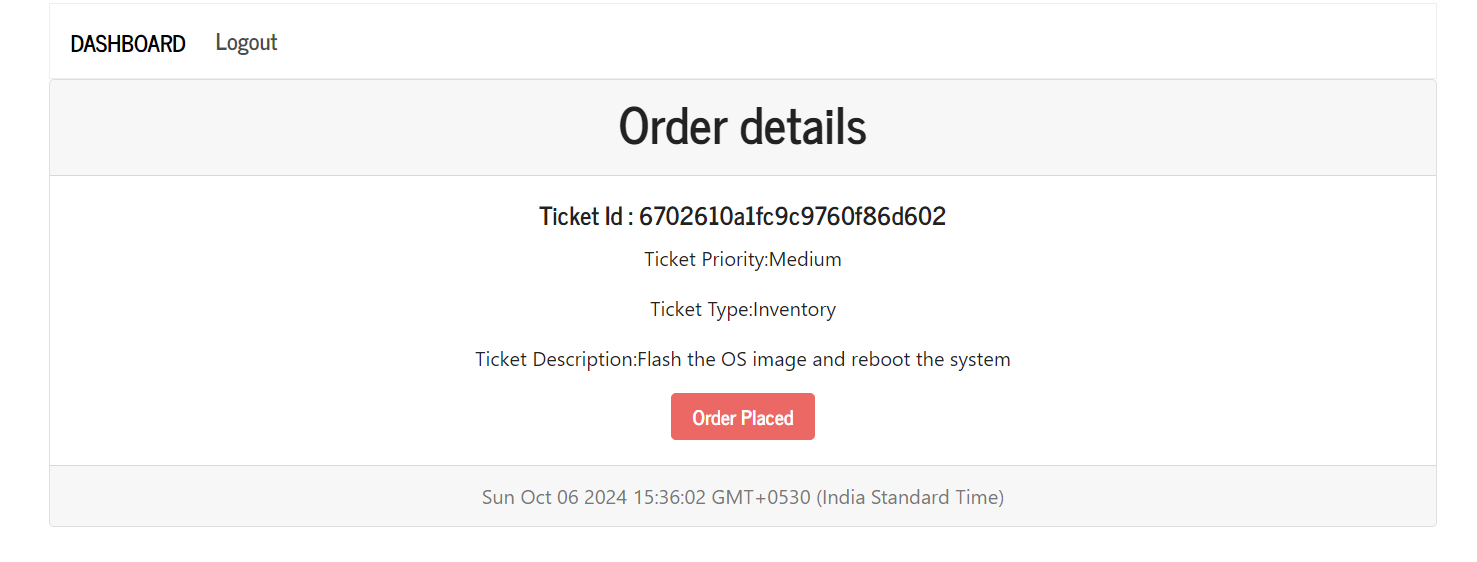 DASHBOARD Logout
Order details
Ticket Id : 6702610a1fc9c9760f86d602
Ticket Priority:Medium
Ticket Type:Inventory
Ticket Description:Flash the OS image and reboot the system
Order Placed
Sun Oct 06 2024 15:36:02 GMT+0530 (India Standard Time)